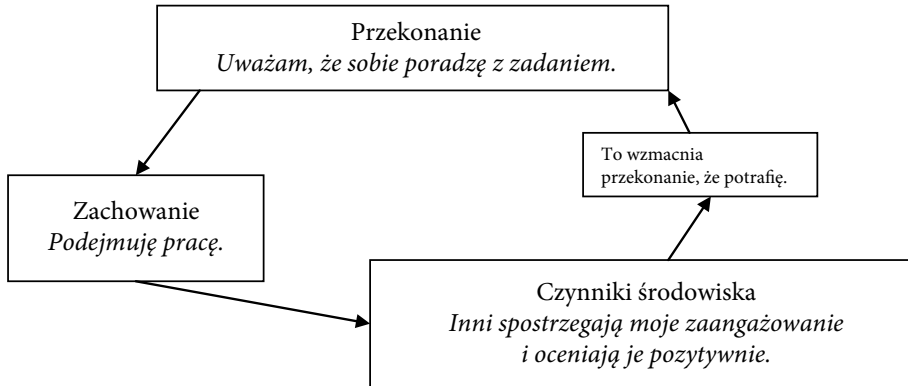 Przekonanie
Uważam, że sobie poradzę z zadaniem.
To wzmacnia
przekonanie, że potrafię.
Zachowanie
Podejmuję pracę.
Czynniki środowiska
Inni spostrzegają moje zaangażowanie
i oceniają je pozytywnie.